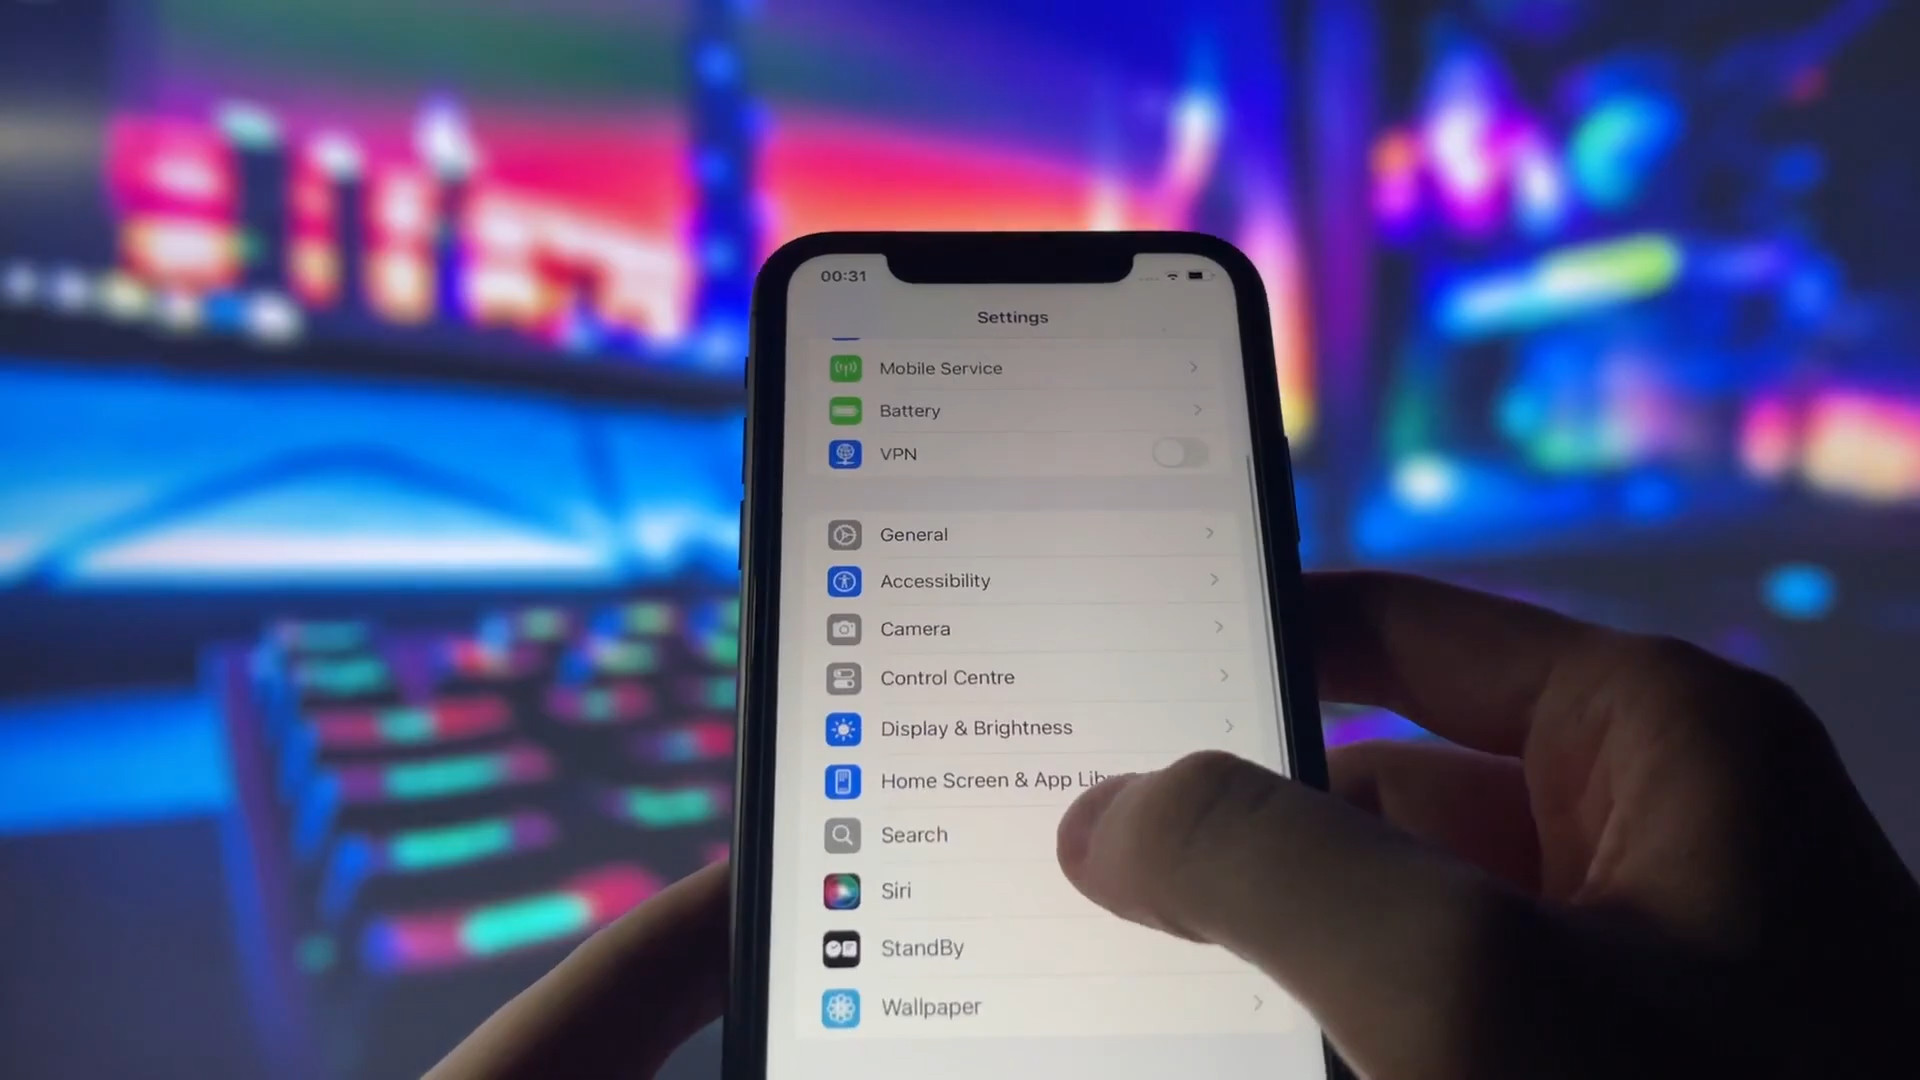 00:31
Settings
Mobile Service
Battery
VPN
General
Accessibility
Camera
Control Centre
Display & Brightness
Home Screen & App Lib
Search
Siri
StandBy
Wallpaper